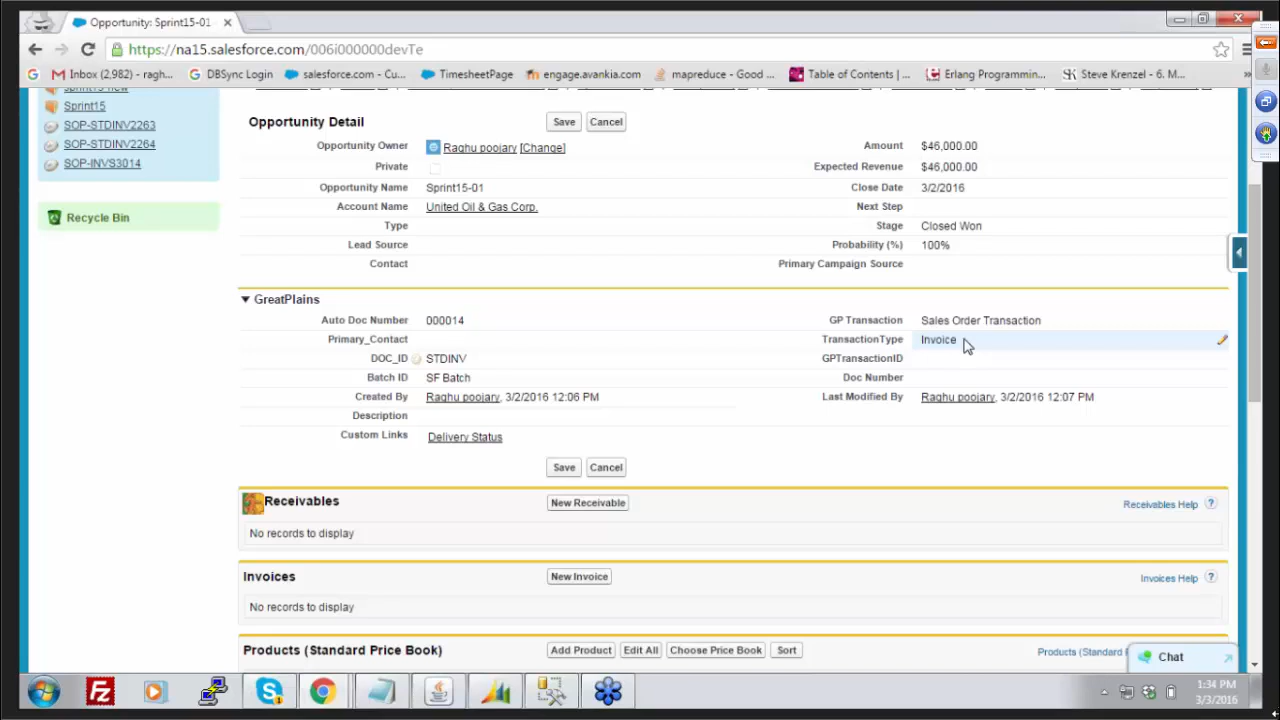 Opportunity: Sprint15-01
https://na15.salesforce.com/006i000000devTe
Inbox (2,982) - ragh... DBSync Login salesforce.com - Cu... TimesheetPage engage.avankia.com mapreduce - Good ... Table of Contents | ... Erlang Programmin... Steve Krenzel - 6. M... »
Sprint15 new
Sprint15
SOP-STDINV2263
SOP-STDINV2264
SOP-INVS3014
Recycle Bin
Opportunity Detail Save Cancel
Opportunity Owner Raghu poojary [Change] Amount $46,000.00
Private Expected Revenue $46,000.00
Opportunity Name Sprint15-01 Close Date 3/2/2016
Account Name United Oil & Gas Corp. Next Step
Type Stage Closed Won
Lead Source Probability (%) 100%
Contact Primary Campaign Source
GreatPlains
Auto Doc Number 000014 GP Transaction Sales Order Transaction
Primary_Contact TransactionType Invoice
DOC_ID STDINV GPTransactionID
Batch ID SF Batch Doc Number
Created By Raghu poojary, 3/2/2016 12:06 PM Last Modified By Raghu poojary, 3/2/2016 12:07 PM
Description
Custom Links Delivery Status
Save Cancel
Receivables New Receivable Receivables Help ?
No records to display
Invoices New Invoice Invoices Help ?
No records to display
Products (Standard Price Book) Add Product Edit All Choose Price Book Sort Products (Standard
Chat
1:34 PM
3/3/2016